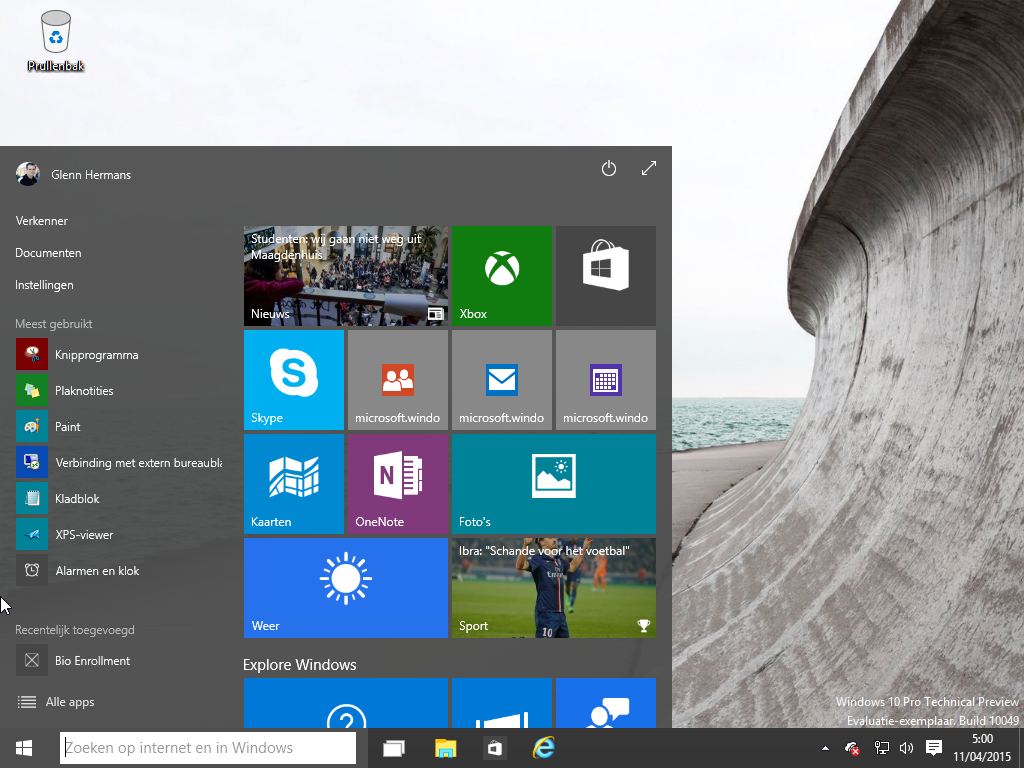 Prullenbak
Glenn Hermans
Verkenner
Documenten
Instellingen
Meest gebruikt
Knipprogramma
Plaknotities
Paint
Verbinding met extern bureaubla
Kladblok
XPS-viewer
Alarmen en klok
Recentelijk toegevoegd
Bio Enrollment
Alle apps
Studenten: wij gaan niet weg uit
Maagdenhuis
Nieuws
Xbox
S
Skype
microsoft.windo
microsoft.windo
microsoft.windo
Kaarten
N
OneNote
Foto's
Weer
Ibra: "Schande voor het voetbal"
10
Sport
Explore Windows
?
Windows 10 Pro Technical Preview
Evaluatie-exemplaar. Build 10049
Zoeken op internet en in Windows
5:00
11/04/2015